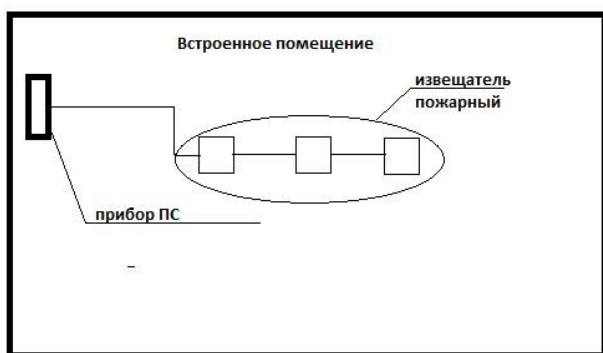 Встроенное помещение
извещатель
пожарный
прибор ПС